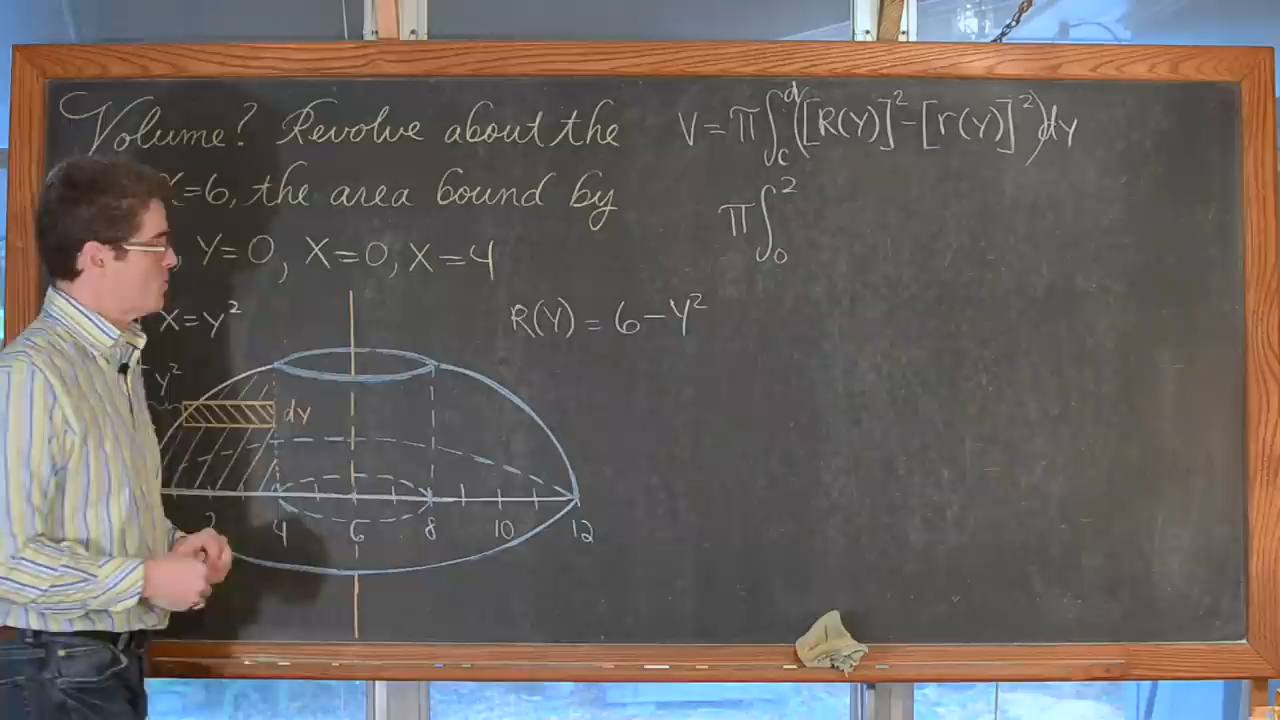 Volume? Revolve about the
X=6, the area bound by
Y=0, X=0, X=4
X=y²
y²
dy
2 4 6 8 10 12
V=π∫_c^d([R(Y)]²-[r(Y)]²)dy
π∫_0^2
R(Y)=6-Y²